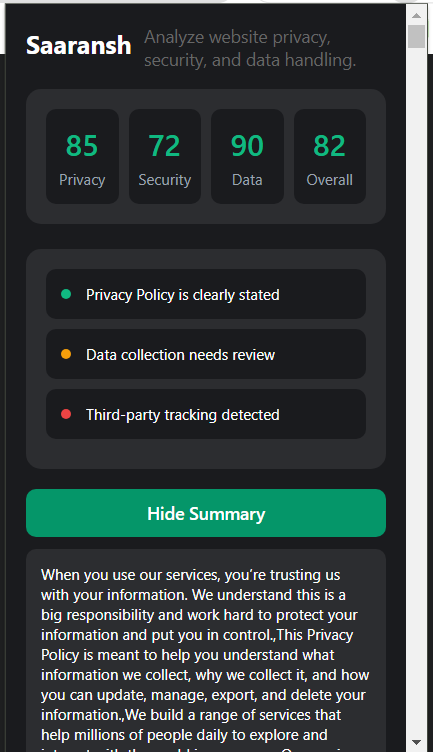 Saaransh
Analyze website privacy,
security, and data handling.
85
Privacy
72
Security
90
Data
82
Overall
Privacy Policy is clearly stated
Data collection needs review
Third-party tracking detected
Hide Summary
When you use our services, you’re trusting us
with your information. We understand this is a
big responsibility and work hard to protect your
information and put you in control.,This Privacy
Policy is meant to help you understand what
information we collect, why we collect it, and how
you can update, manage, export, and delete your
information.,We build a range of services that
help millions of people daily to explore and